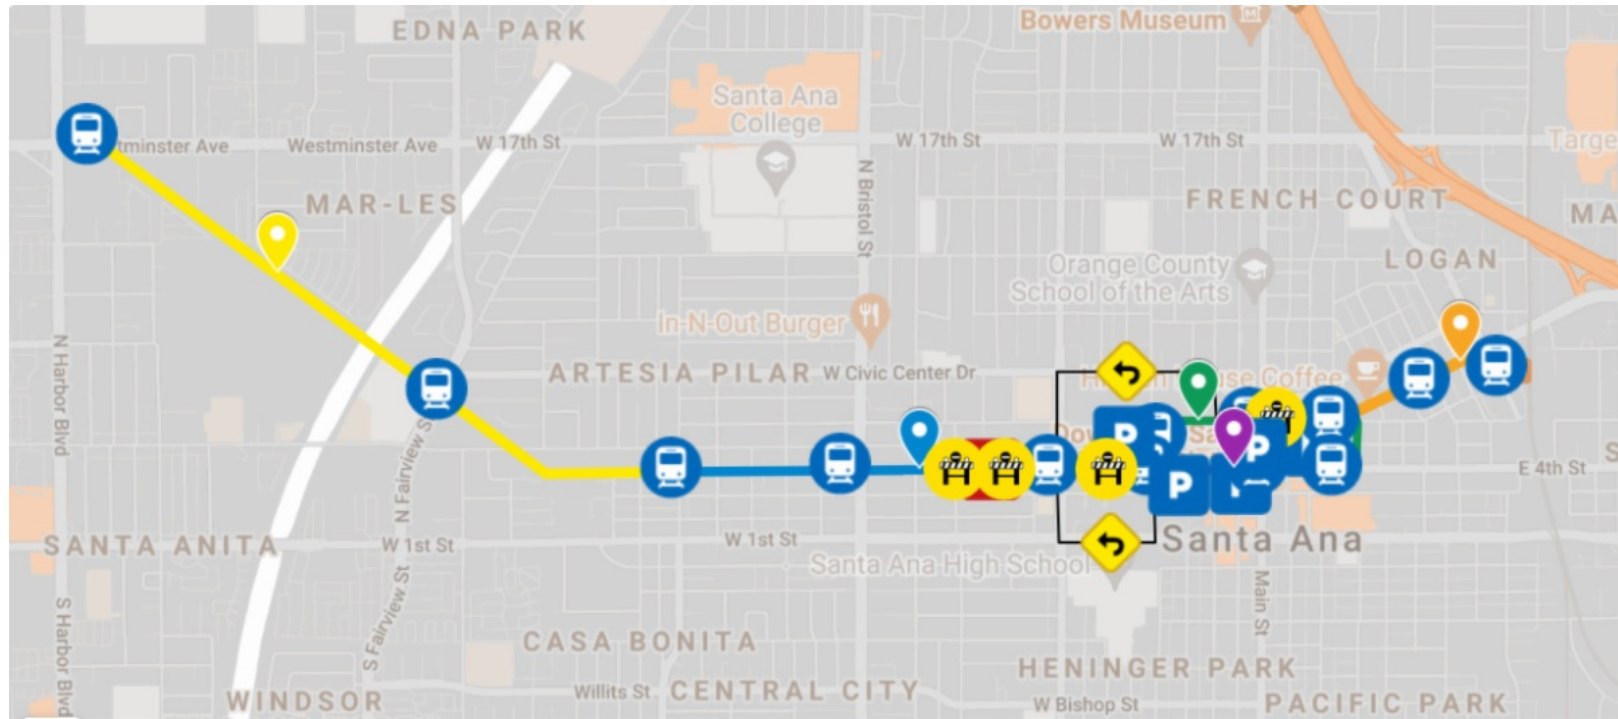 EDNA PARK
Bowers Museum
Santa Ana
College
tminster Ave
Westminster Ave
W 17th St
W 17th St
W 17th St
Targe
MAR-LES
N Bristol St
FRENCH COURT
MA
LOGAN
Orange County
School of the Arts
In-N-Out Burger
N Harbor Blvd
ARTESIA PILAR
W Civic Center Dr
Coffee
P
P
P
N Fairview S
E 4th St
S
SANTA ANITA
W 1st St
W 1st St
Santa Ana
Santa Ana High School
S Fairview St
Main St
S Harbor Blvd
CASA BONITA
HENINGER PARK
WINDSOR
Willits St
CENTRAL CITY
W Bishop St
PACIFIC PARK